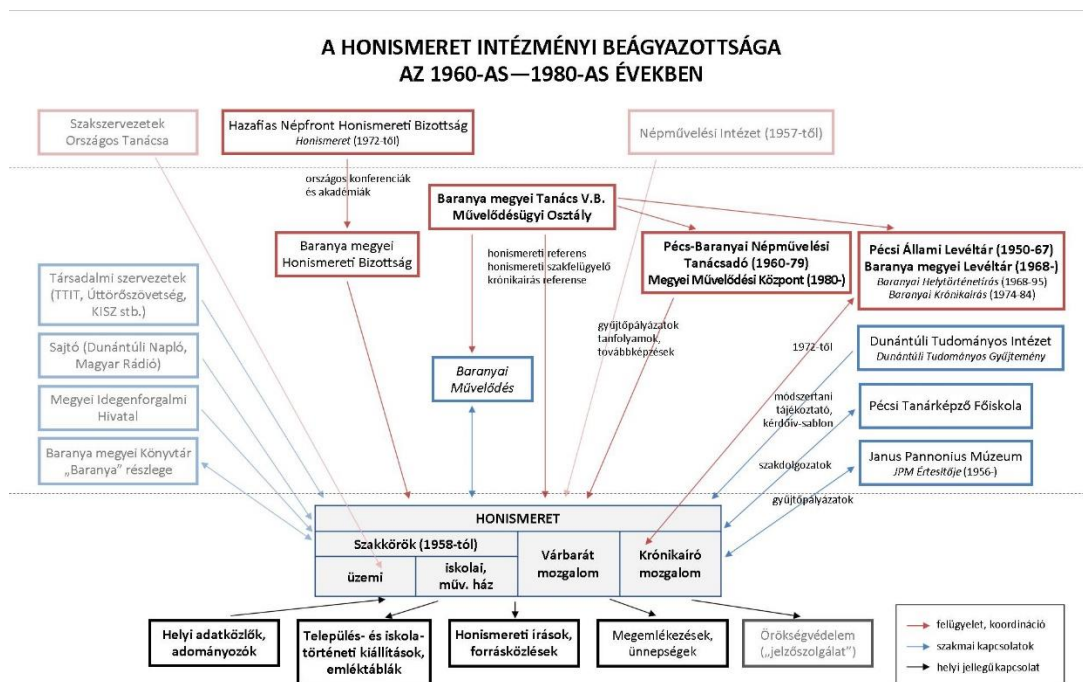 A HONISMERET INTÉZMÉNYI BEÁGYAZOTTSÁGA
AZ 1960-AS—1980-AS ÉVEKBEN
Szakszervezetek
Országos Tanácsa
Hazafias Népfront Honismereti Bizottság
Honismeret (1972-től)
Népművelési Intézet (1957-től)
országos konferenciák
és akadémiák
Baranya megyei Tanács V.B.
Művelődésügyi Osztály
Baranya megyei
Honismereti Bizottság
honismereti referens
honismereti szakfelügyelő
krónikaírás referense
Pécs-Baranyai Népművelési
Tanácsadó (1960-79)
Megyei Művelődési Központ (1980-)
Pécsi Állami Levéltár (1950-67)
Baranya megyei Levéltár (1968-)
Baranyai Helytörténetírás (1968-95)
Baranyai Krónikaírás (1974-84)
Társadalmi szervezetek
(TTIT, Úttörőszövetség,
KISZ stb.)
Sajtó (Dunántúli Napló,
Magyar Rádió)
Megyei Idegenforgalmi
Hivatal
Baranya megyei Könyvtár
„Baranya” részlege
Baranyai
Művelődés
gyűjtőpályázatok
tanfolyamok,
továbbképzések
1972-től
Dunántúli Tudományos Intézet
Dunántúli Tudományos Gyűjtemény
módszertani
tájékoztató,
kérdőív-sablon
Pécsi Tanárképző Főiskola
szakdolgozatok
Janus Pannonius Múzeum
JPM Értesítője (1956-)
gyűjtőpályázatok
HONISMERET
Szakkörök (1958-tól)
üzemi
iskolai,
műv. ház
Várbarát
mozgalom
Krónikaíró
mozgalom
Helyi adatközlők,
adományozók
Település- és iskola-
történeti kiállítások,
emléktáblák
Honismereti írások,
forrásközlések
Megemlékezések,
ünnepségek
Örökségvédelem
(„jelzőszolgálat”)
felügyelet, koordináció
szakmai kapcsolatok
helyi jellegű kapcsolat